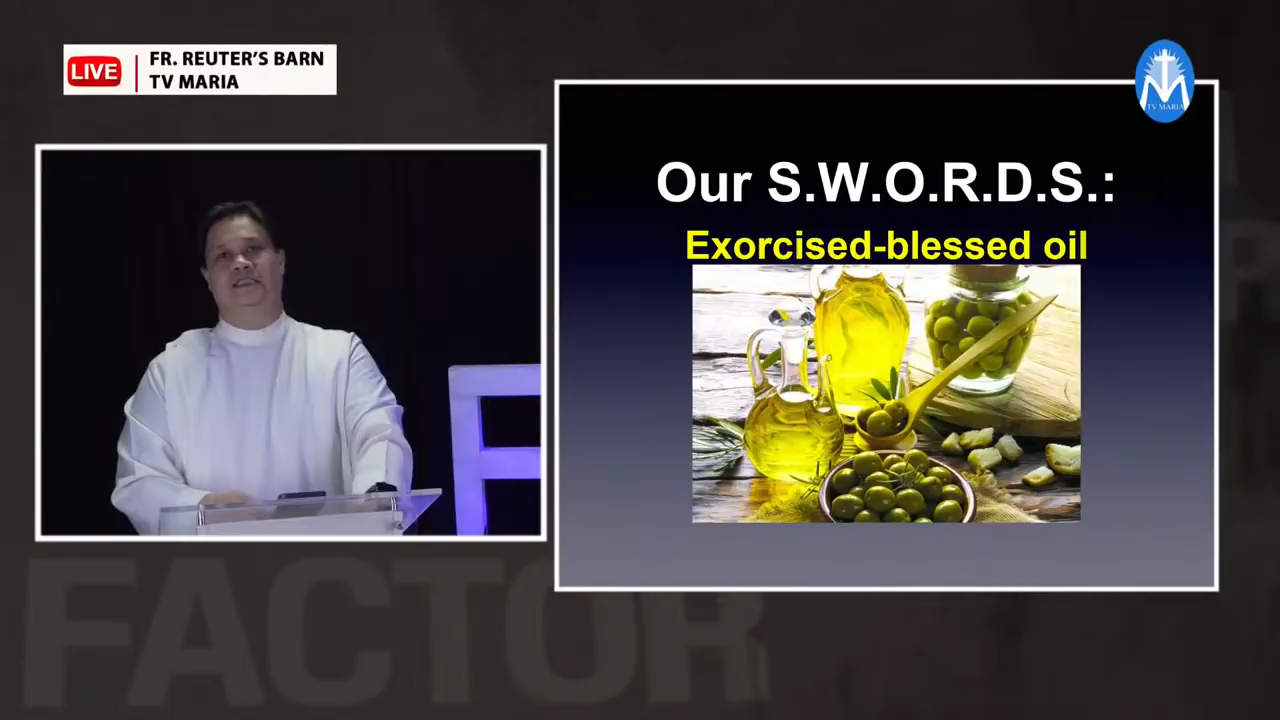 LIVE
FR. REUTER'S BARN
TV MARIA
TV MARIA
Our S.W.O.R.D.S.:
Exorcised-blessed oil
FACTOR